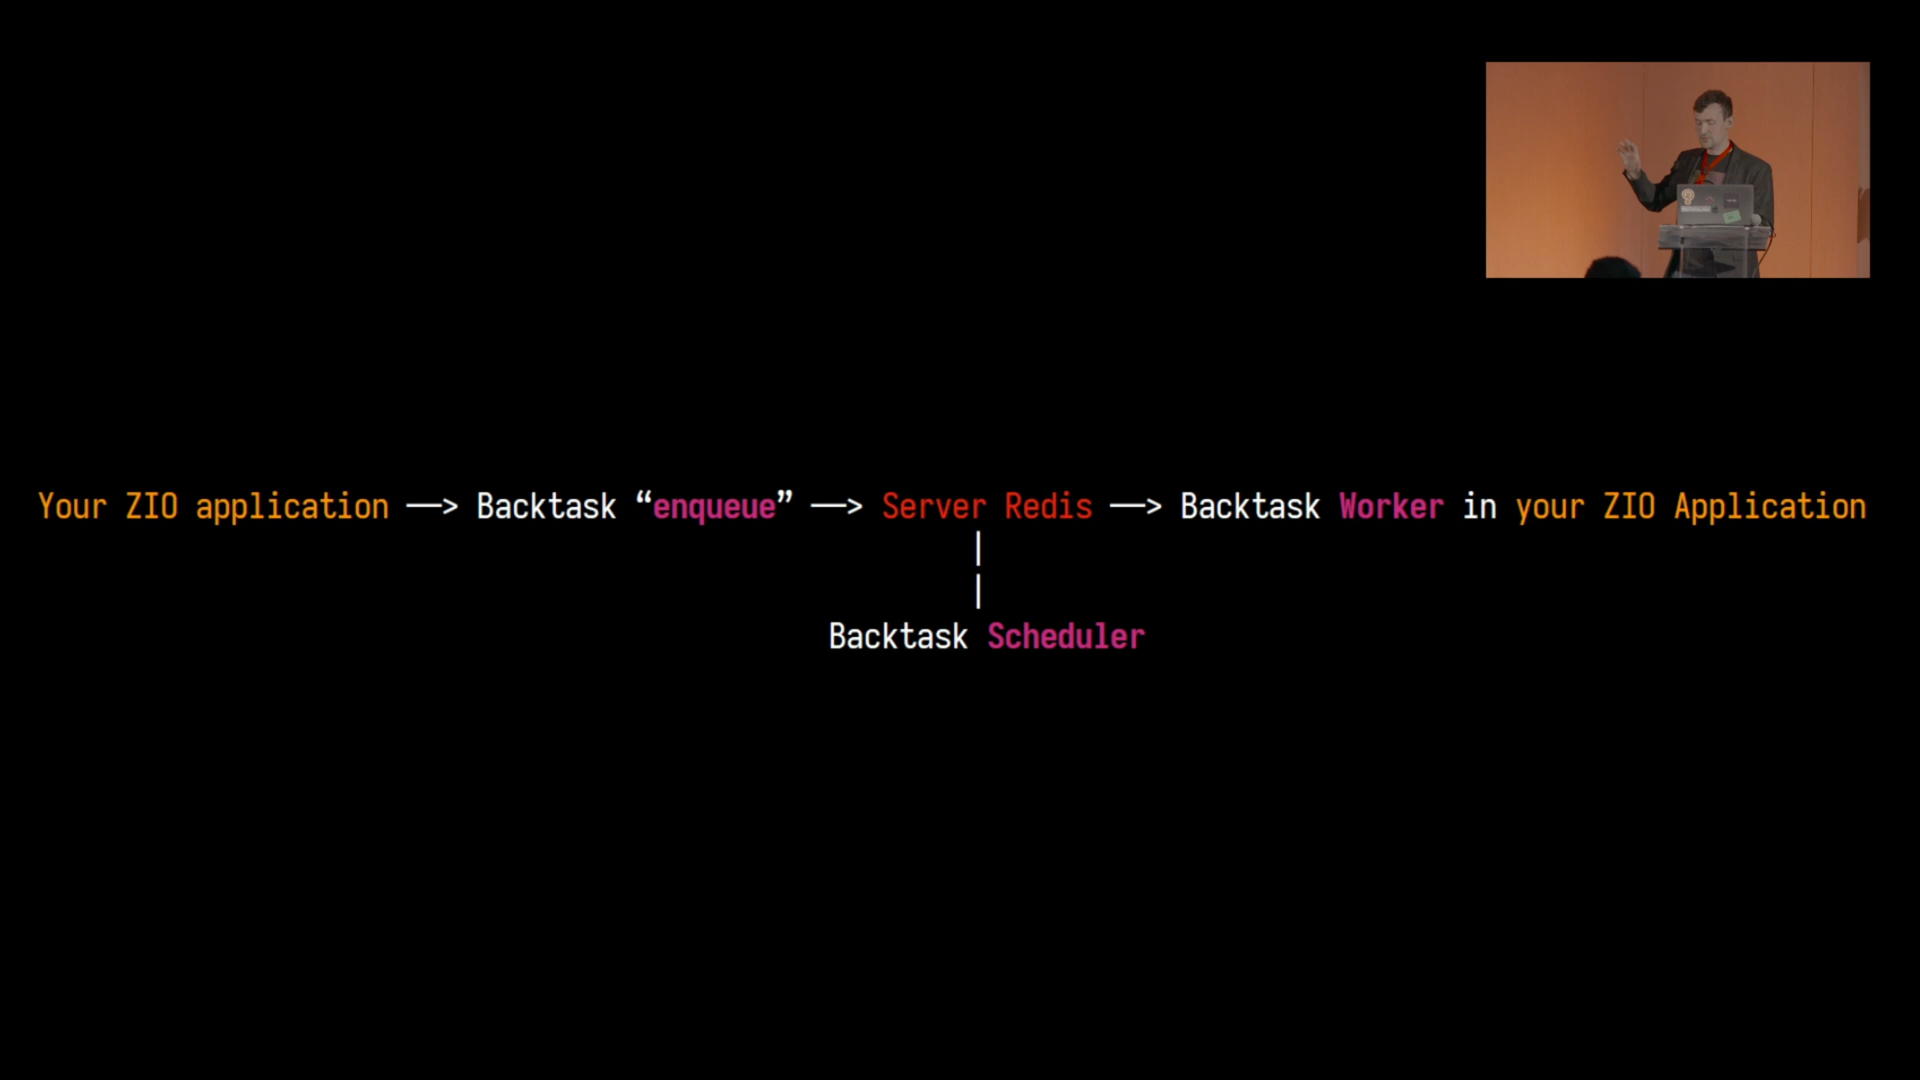 Your ZIO application ——> Backtask “enqueue” ——> Server Redis ——> Backtask Worker in your ZIO Application
|
|
Backtask Scheduler